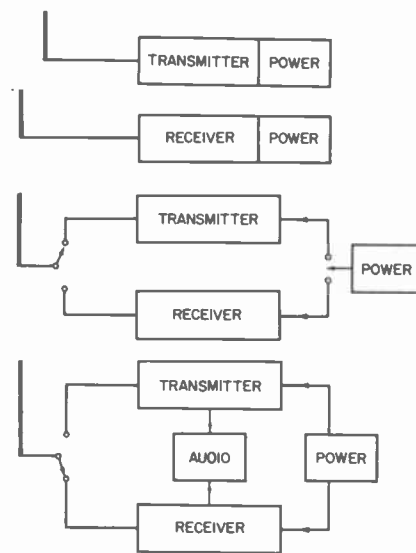 TRANSMITTER POWER
RECEIVER POWER
TRANSMITTER
POWER
RECEIVER
TRANSMITTER
AUDIO POWER
RECEIVER